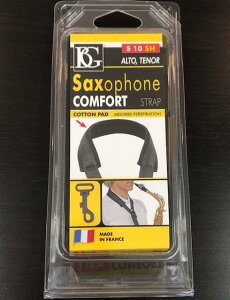 BG
S 10 SH
ALTO, TENOR
Saxophone
COMFORT STRAP
COTTON PAD ABSORBS PERSPIRATION
MADE
IN FRANCE